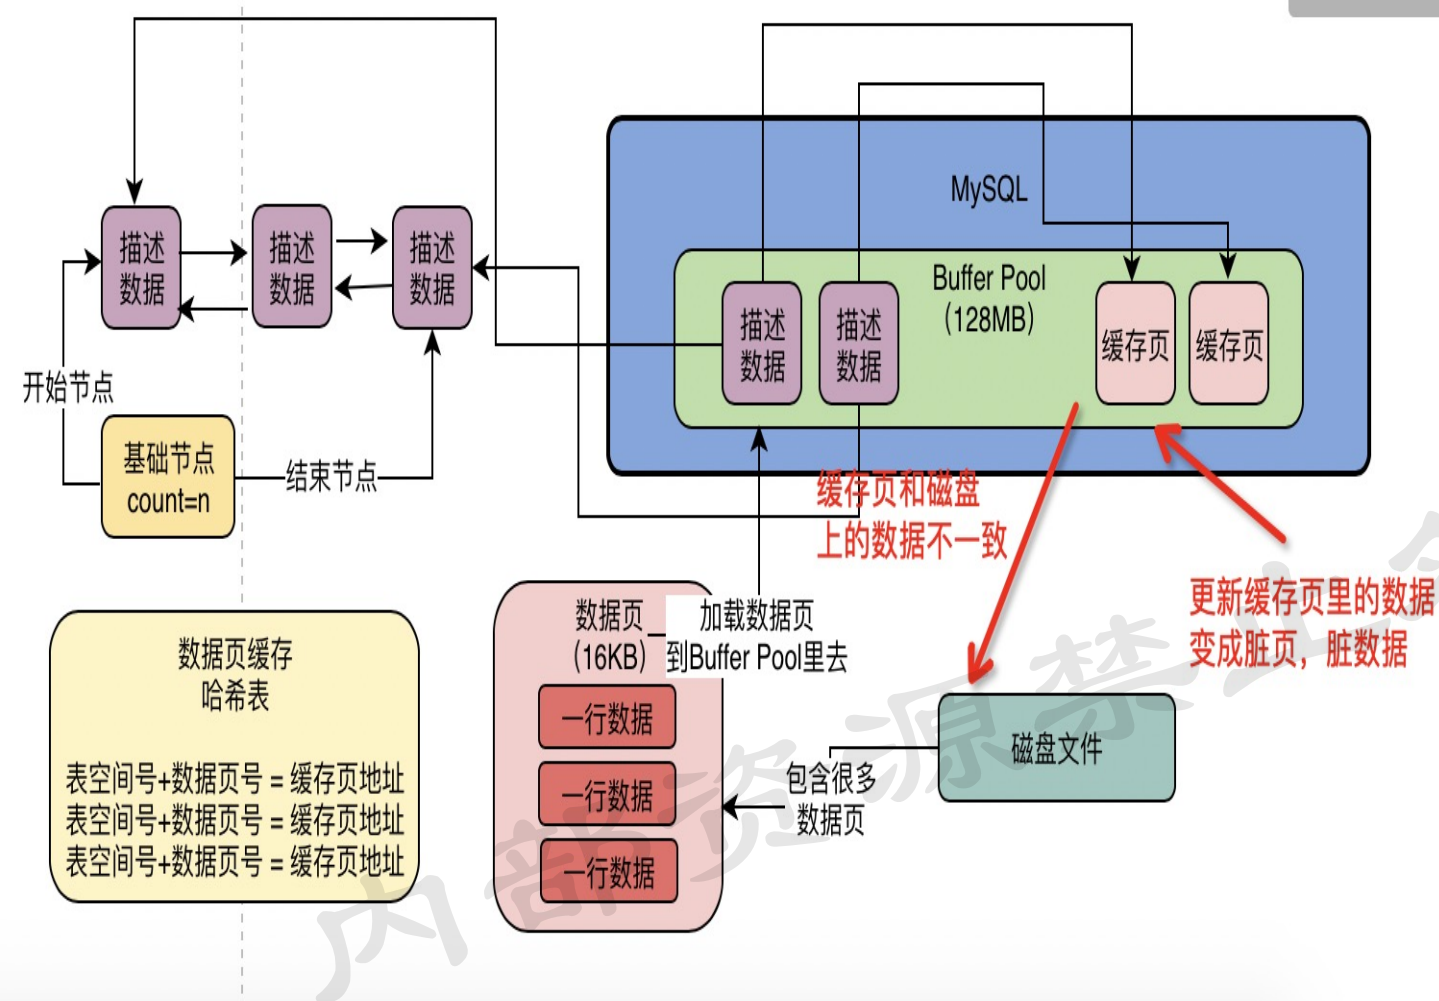 MySQL
描述
数据
描述
数据
描述
数据
Buffer Pool
(128MB)
描述
数据
描述
数据
缓存页
缓存页
开始节点
基础节点
count=n
结束节点
缓存页和磁盘
上的数据不一致
更新缓存页里的数据
变成脏页，脏数据
数据页
(16KB)
加载数据页
到Buffer Pool里去
一行数据
一行数据
一行数据
数据页缓存
哈希表
表空间号+数据页号 = 缓存页地址
表空间号+数据页号 = 缓存页地址
表空间号+数据页号 = 缓存页地址
磁盘文件
包含很多
数据页
内部资源禁止